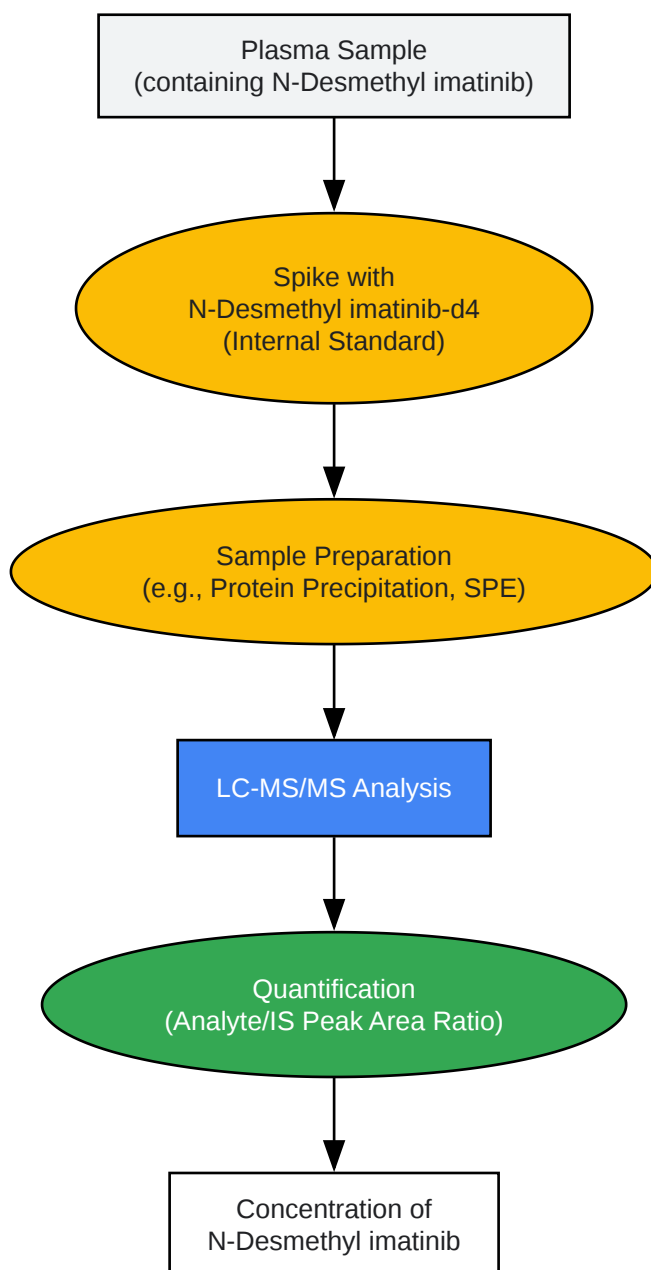 Plasma Sample
(containing N-Desmethyl imatinib)
Spike with
N-Desmethyl imatinib-d4
(Internal Standard)
Sample Preparation
(e.g., Protein Precipitation, SPE)
LC-MS/MS Analysis
Quantification
(Analyte/IS Peak Area Ratio)
Concentration of
N-Desmethyl imatinib